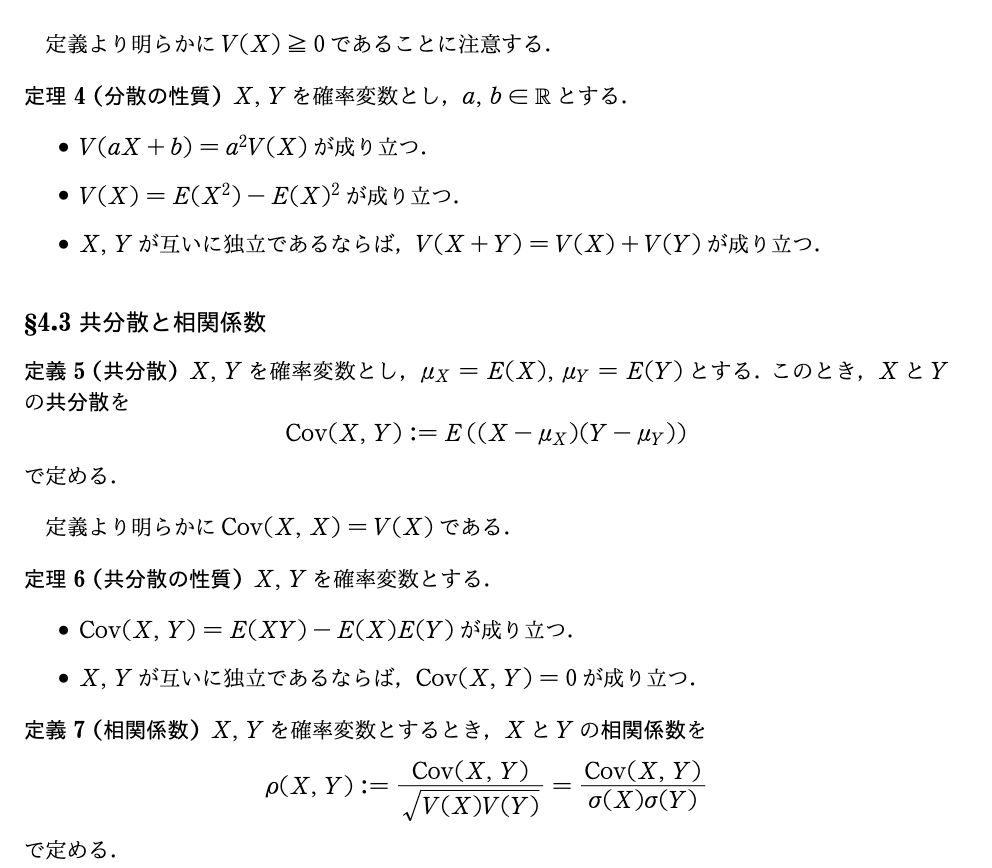 定義より明らかに V(X) ≧ 0 であることに注意する．
定理 4（分散の性質）X, Y を確率変数とし，a, b ∈ ℝ とする．
• V(aX + b) = a²V(X) が成り立つ．
• V(X) = E(X²) − E(X)² が成り立つ．
• X, Y が互いに独立であるならば，V(X + Y) = V(X) + V(Y) が成り立つ．
§4.3 共分散と相関係数
定義 5（共分散）X, Y を確率変数とし，μ_X = E(X), μ_Y = E(Y) とする．このとき，X と Y
の共分散を
Cov(X, Y) := E((X − μ_X)(Y − μ_Y))
で定める．
定義より明らかに Cov(X, X) = V(X) である．
定理 6（共分散の性質）X, Y を確率変数とする．
• Cov(X, Y) = E(XY) − E(X)E(Y) が成り立つ．
• X, Y が互いに独立であるならば，Cov(X, Y) = 0 が成り立つ．
定義 7（相関係数）X, Y を確率変数とするとき，X と Y の相関係数を
ρ(X, Y) := Cov(X, Y) / √(V(X)V(Y)) = Cov(X, Y) / σ(X)σ(Y)
で定める．